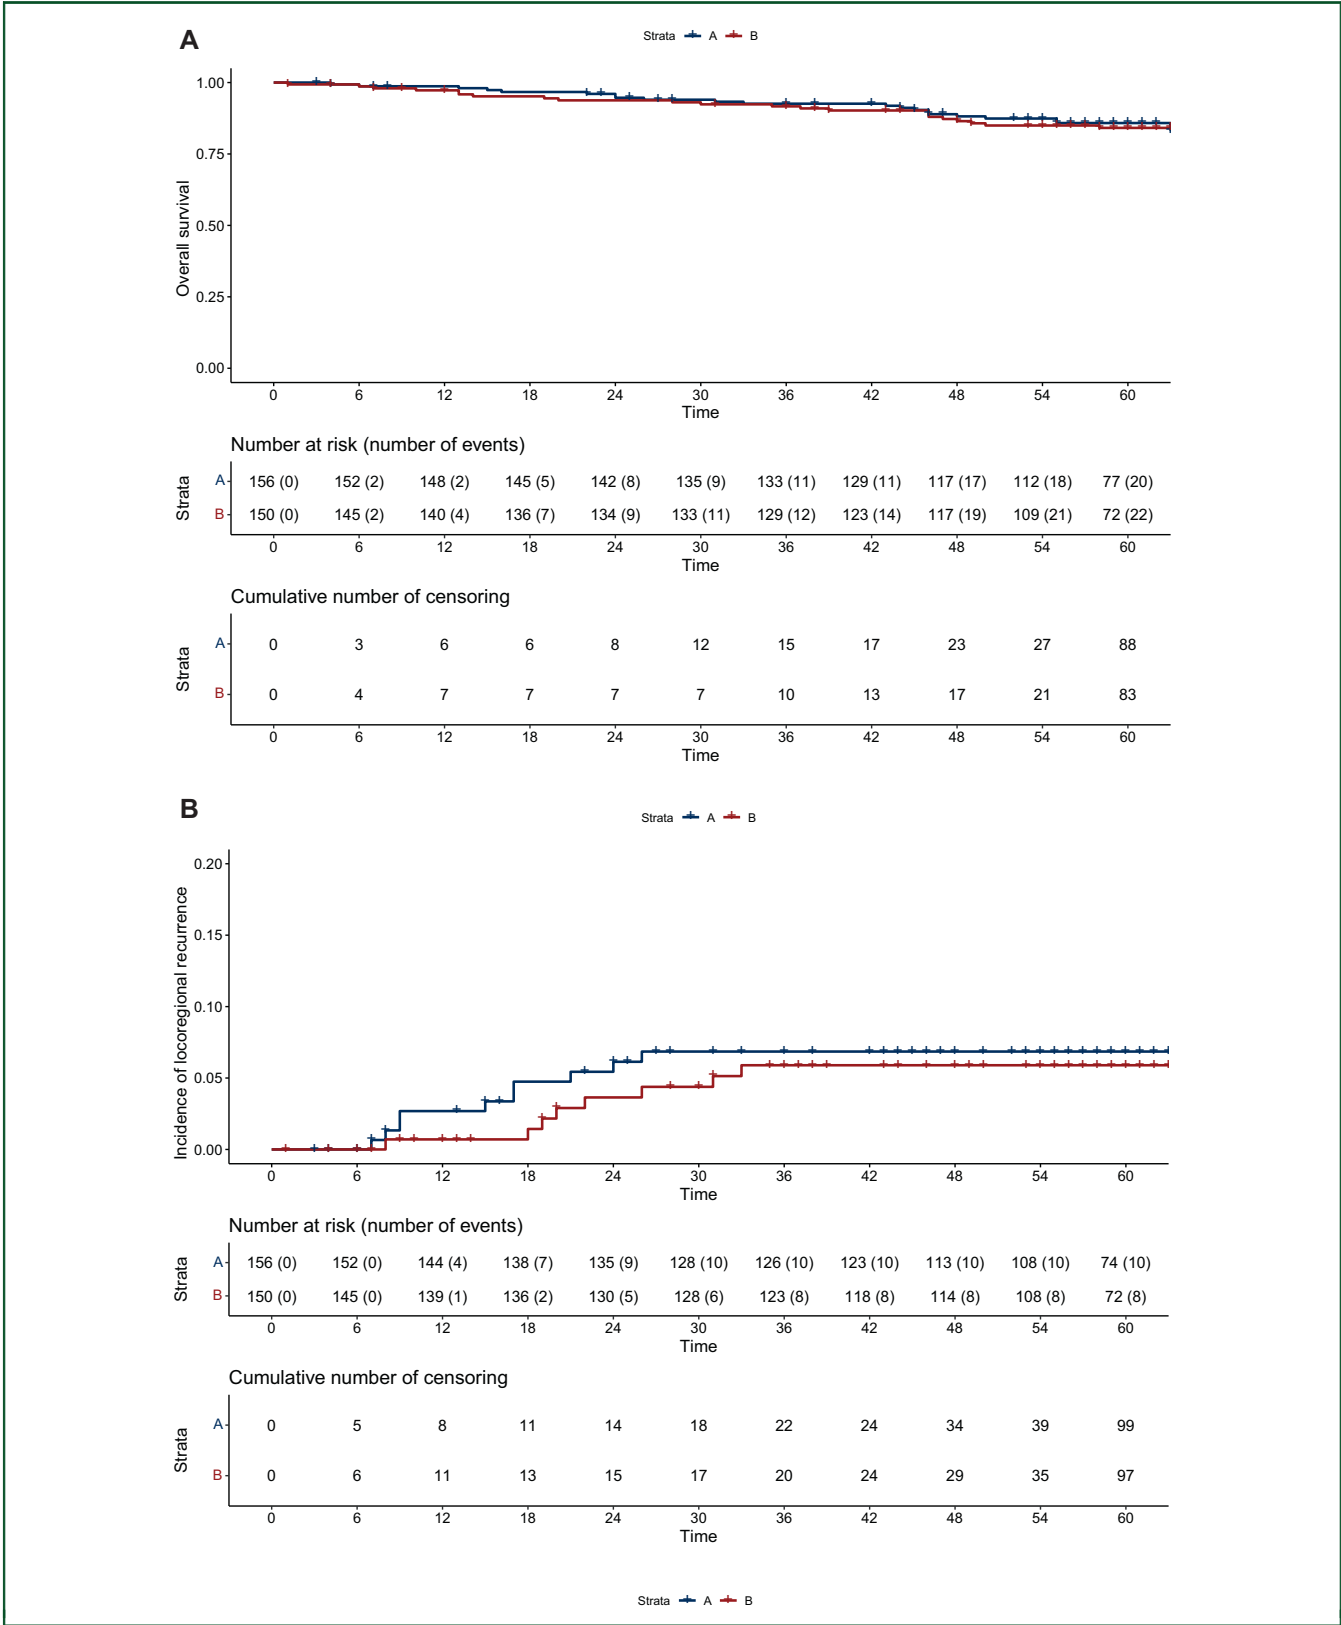 A
Strata A B
1.00
0.75
0.50
0.25
0.00
Overall survival
0 6 12 18 24 30 36 42 48 54 60
Time
Number at risk (number of events)
Strata
A 156 (0) 152 (2) 148 (2) 145 (5) 142 (8) 135 (9) 133 (11) 129 (11) 117 (17) 112 (18) 77 (20)
B 150 (0) 145 (2) 140 (4) 136 (7) 134 (9) 133 (11) 129 (12) 123 (14) 117 (19) 109 (21) 72 (22)
0 6 12 18 24 30 36 42 48 54 60
Time
Cumulative number of censoring
Strata
A 0 3 6 6 8 12 15 17 23 27 88
B 0 4 7 7 7 7 10 13 17 21 83
0 6 12 18 24 30 36 42 48 54 60
Time
B
Strata A B
0.20
0.15
0.10
0.05
0.00
Incidence of locoregional recurrence
0 6 12 18 24 30 36 42 48 54 60
Time
Number at risk (number of events)
Strata
A 156 (0) 152 (0) 144 (4) 138 (7) 135 (9) 128 (10) 126 (10) 123 (10) 113 (10) 108 (10) 74 (10)
B 150 (0) 145 (0) 139 (1) 136 (2) 130 (5) 128 (6) 123 (8) 118 (8) 114 (8) 108 (8) 72 (8)
0 6 12 18 24 30 36 42 48 54 60
Time
Cumulative number of censoring
Strata
A 0 5 8 11 14 18 22 24 34 39 99
B 0 6 11 13 15 17 20 24 29 35 97
0 6 12 18 24 30 36 42 48 54 60
Time
Strata A B